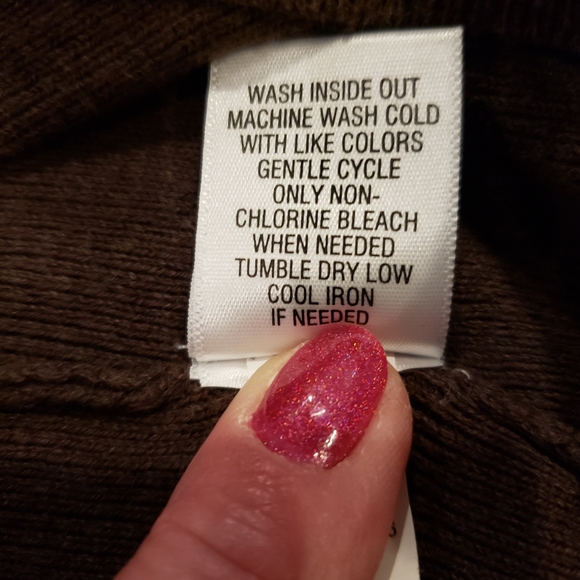 WASH INSIDE OUT
MACHINE WASH COLD
WITH LIKE COLORS
GENTLE CYCLE
ONLY NON-
CHLORINE BLEACH
WHEN NEEDED
TUMBLE DRY LOW
COOL IRON
IF NEEDED